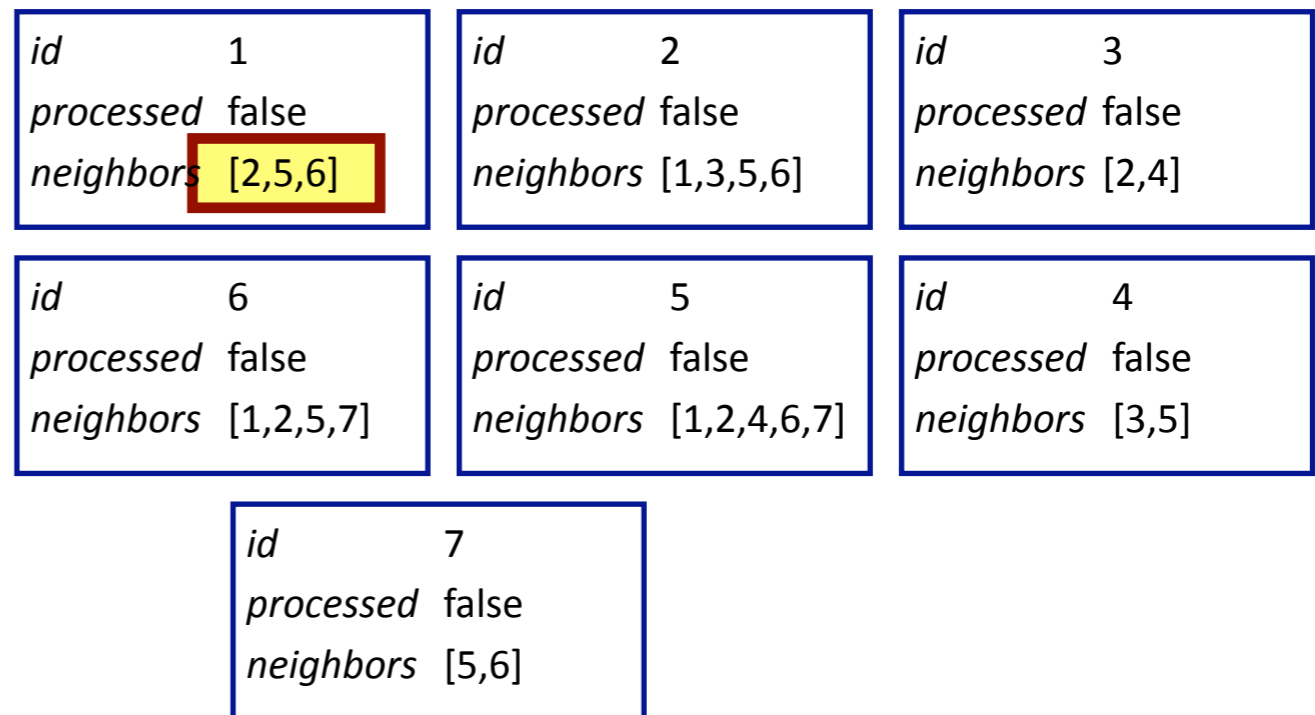 id 1
processed false
neighbors [2,5,6]
id 2
processed false
neighbors [1,3,5,6]
id 3
processed false
neighbors [2,4]
id 6
processed false
neighbors [1,2,5,7]
id 5
processed false
neighbors [1,2,4,6,7]
id 4
processed false
neighbors [3,5]
id 7
processed false
neighbors [5,6]